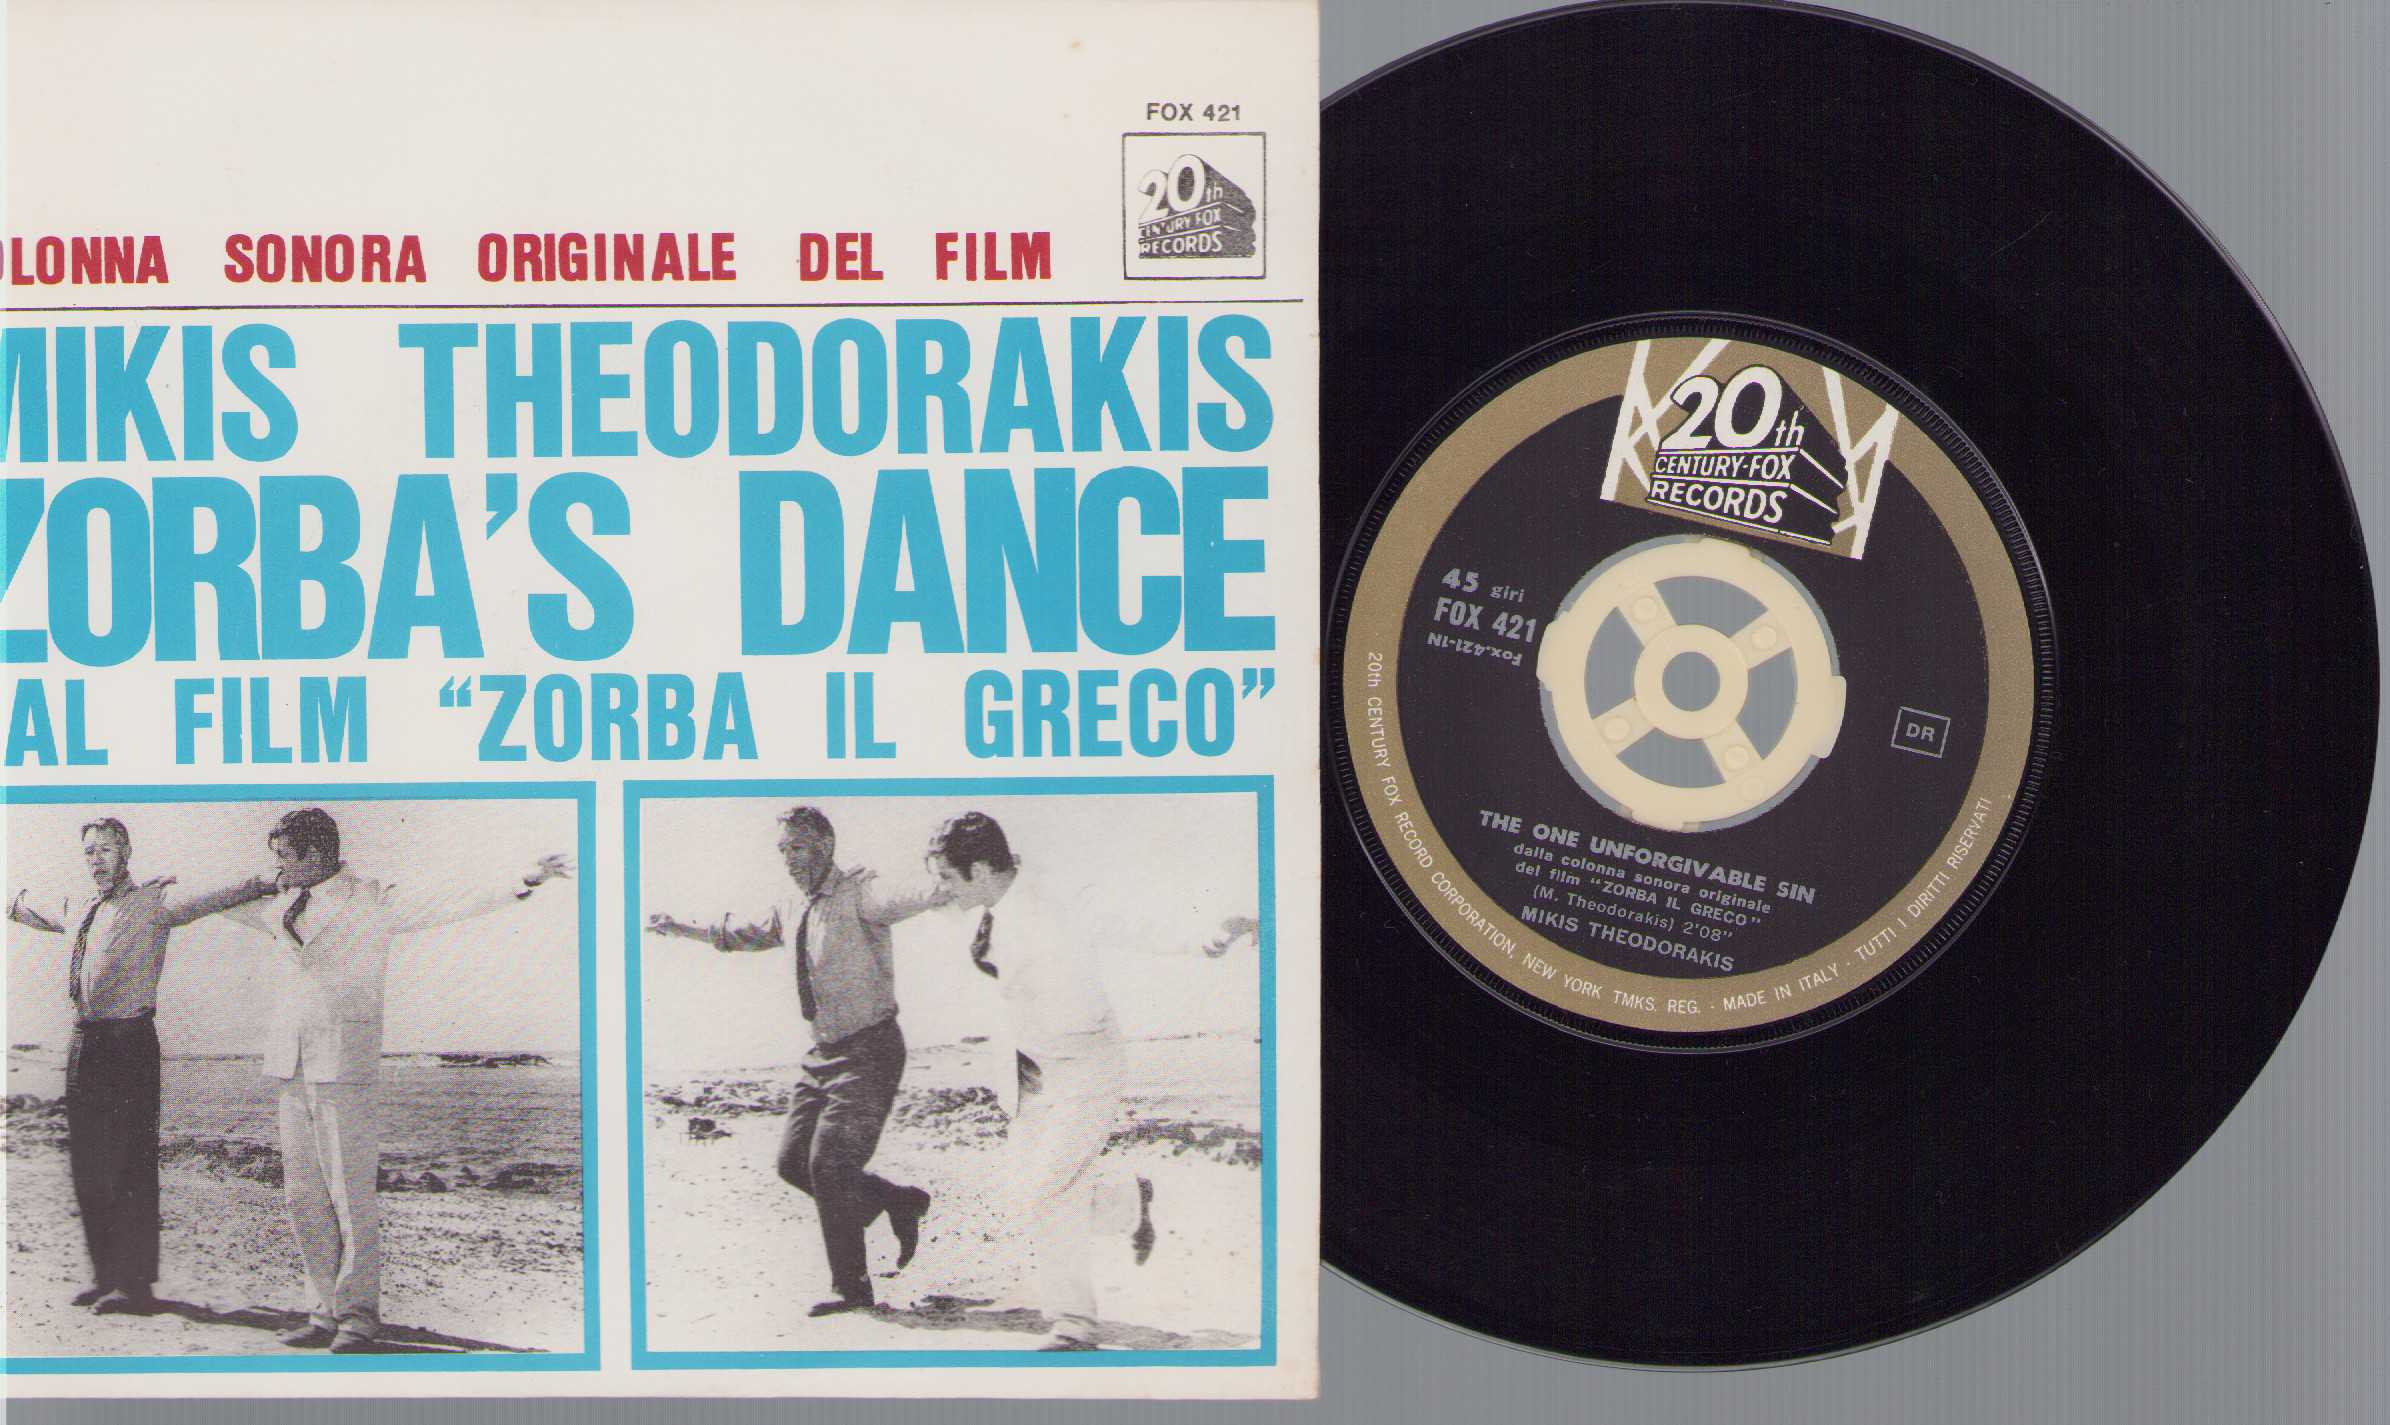 FOX 421
20th
CENTURY FOX
RECORDS
OLONNA SONORA ORIGINALE DEL FILM
MIKIS THEODORAKIS
ZORBA'S DANCE
AL FILM “ZORBA IL GRECO”
20th
CENTURY-FOX
RECORDS
45 giri
FOX 421
Fox.421-1N
DR
THE ONE UNFORGIVABLE SIN
dalla colonna sonora originale
del film “ZORBA IL GRECO”
(M. Theodorakis) 2'08”
MIKIS THEODORAKIS
20th CENTURY FOX RECORD CORPORATION, NEW YORK TMKS. REG. · MADE IN ITALY · TUTTI I DIRITTI RISERVATI